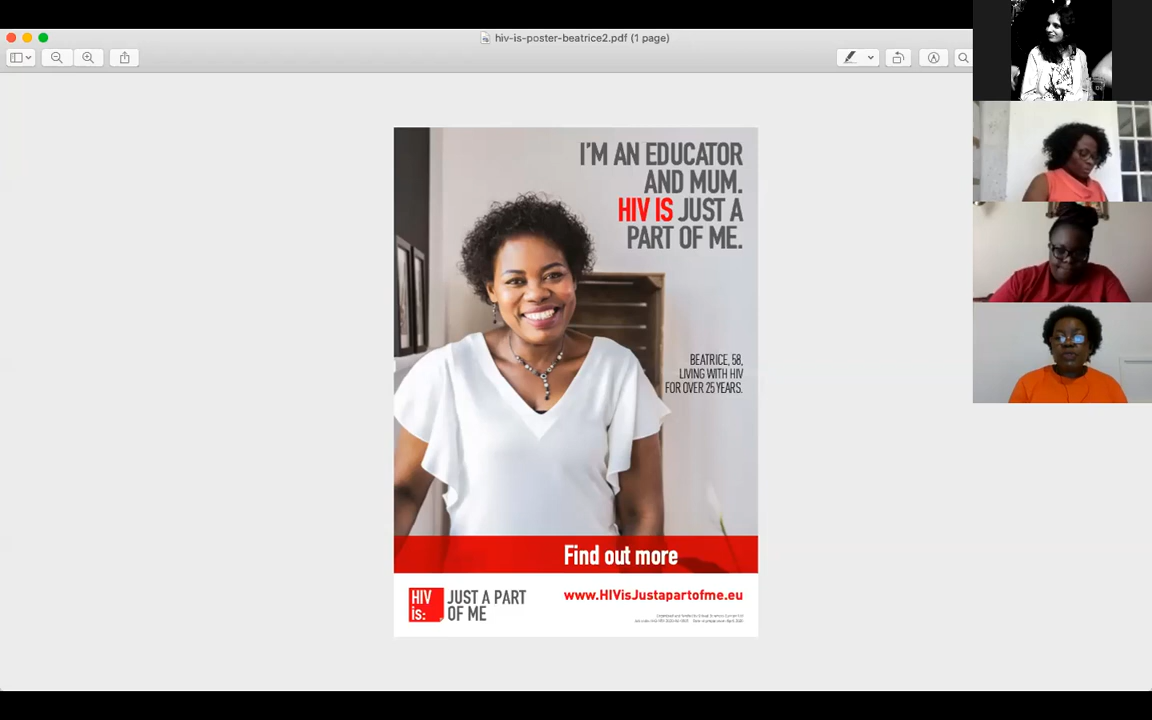 hiv-is-poster-beatrice2.pdf (1 page)
I'M AN EDUCATOR
AND MUM.
HIV IS JUST A
PART OF ME.
BEATRICE, 58,
LIVING WITH HIV
FOR OVER 25 YEARS.
Find out more
HIV
is:
JUST A PART
OF ME
www.HIVisJustapartofme.eu